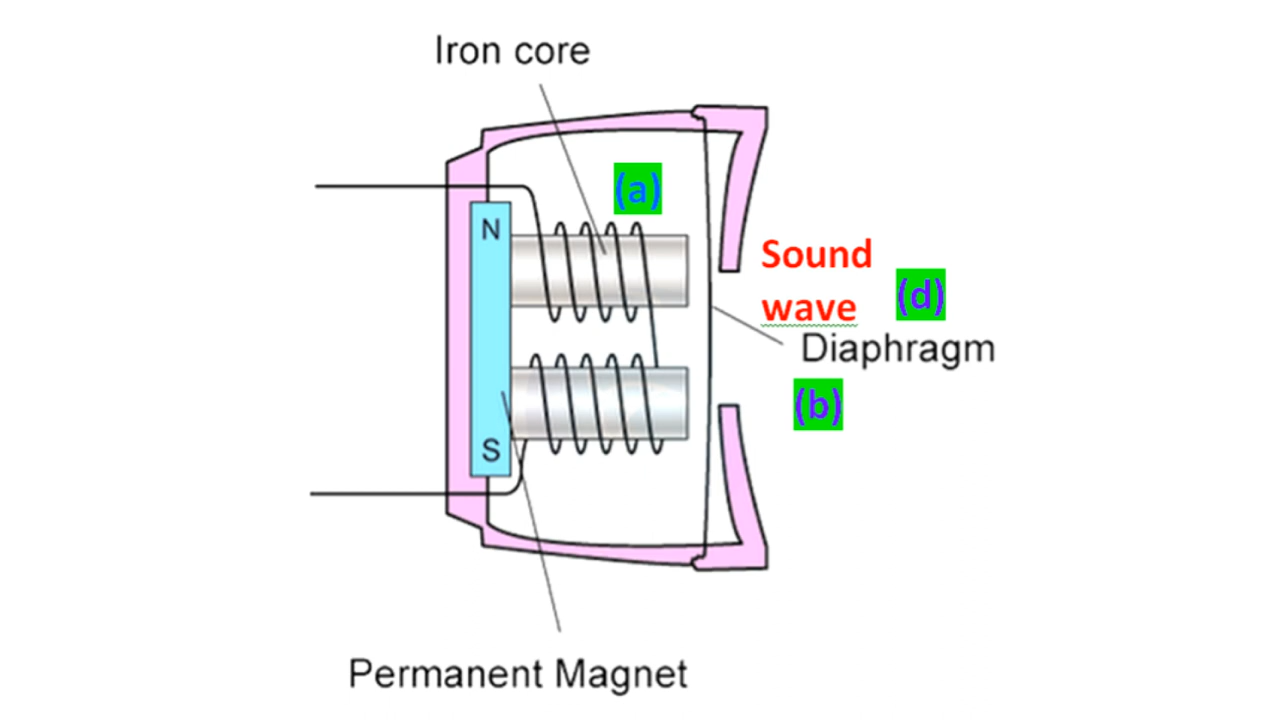 Iron core
(a)
N
Sound
wave
(d)
Diaphragm
(b)
S
Permanent Magnet